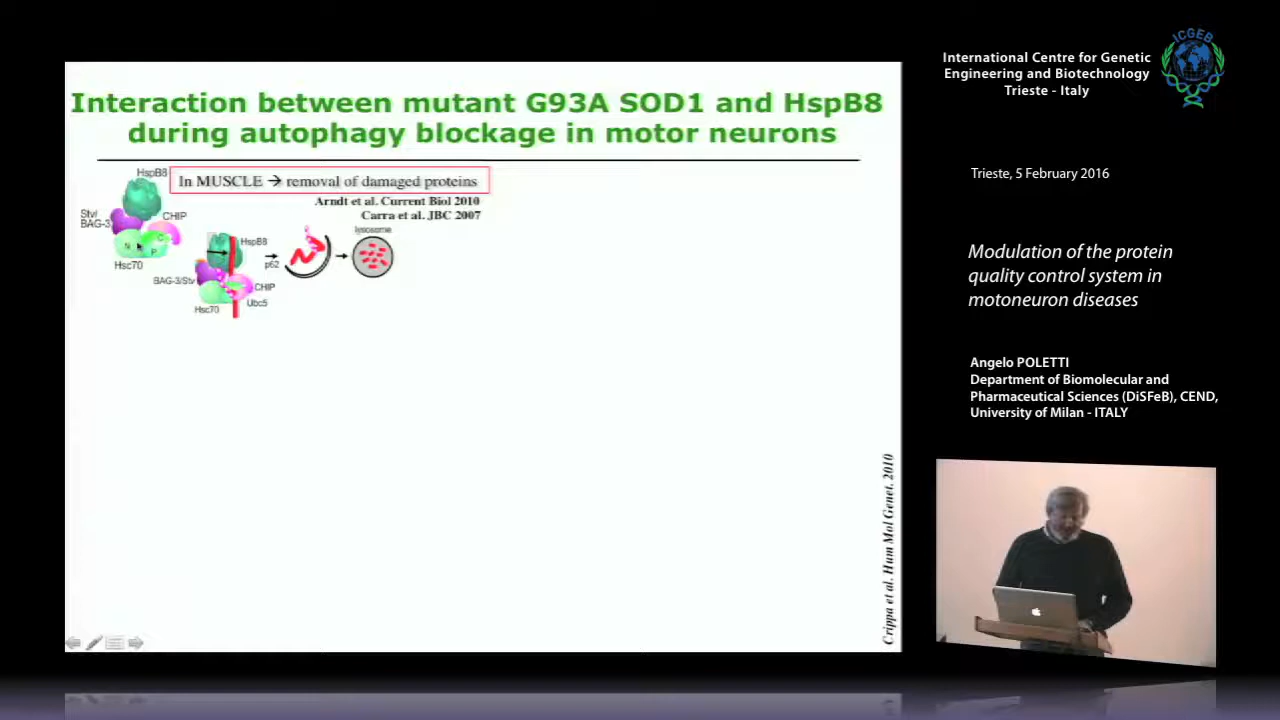 Interaction between mutant G93A SOD1 and HspB8
during autophagy blockage in motor neurons
HspB8
In MUSCLE → removal of damaged proteins
Arndt et al. Current Biol 2010
Carra et al. JBC 2007
Stv/
BAG-3
CHIP
N
C
P
Hsc70
HspB8
p62
lysosome
BAG-3/Stv
CHIP
Ubc5
Hsc70
Crippa et al. Hum Mol Genet. 2010
International Centre for Genetic
Engineering and Biotechnology
Trieste - Italy
ICGEB
Trieste, 5 February 2016
Modulation of the protein
quality control system in
motoneuron diseases
Angelo POLETTI
Department of Biomolecular and
Pharmaceutical Sciences (DiSFeB), CEND,
University of Milan - ITALY